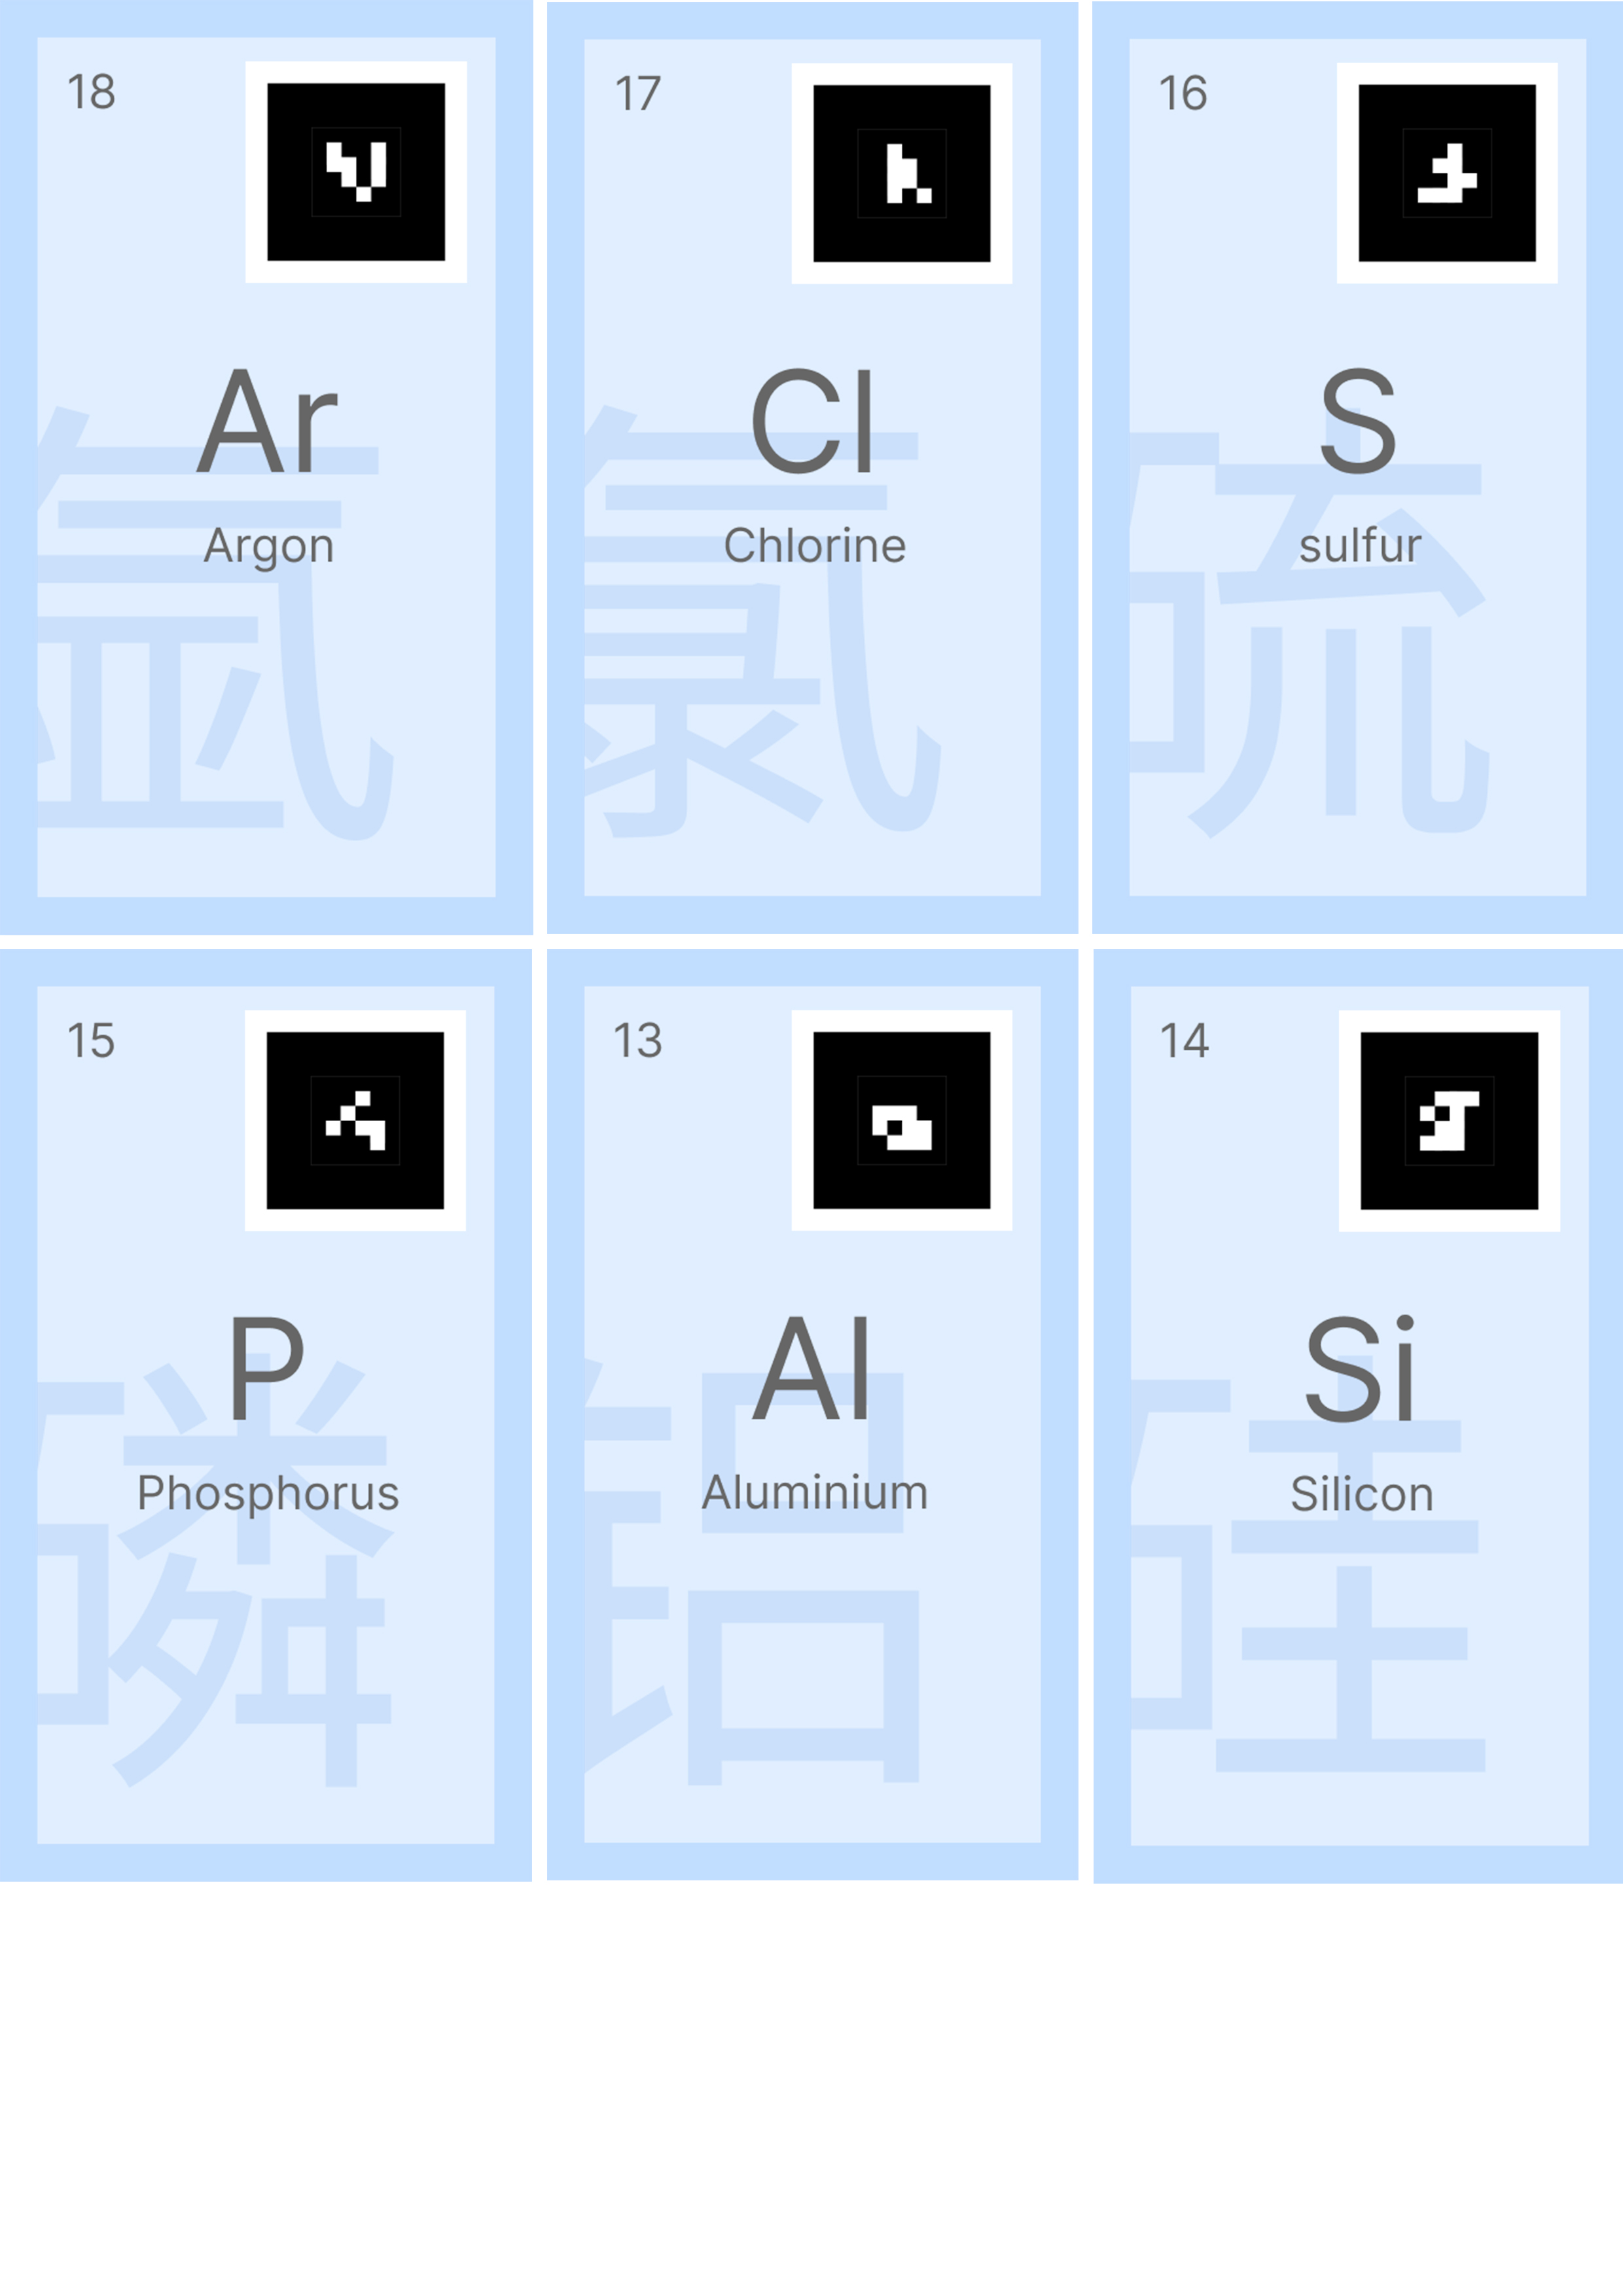 18
Ar
Argon
氩
17
Cl
Chlorine
氯
16
S
sulfur
硫
15
P
Phosphorus
磷
13
Al
Aluminium
铝
14
Si
Silicon
硅